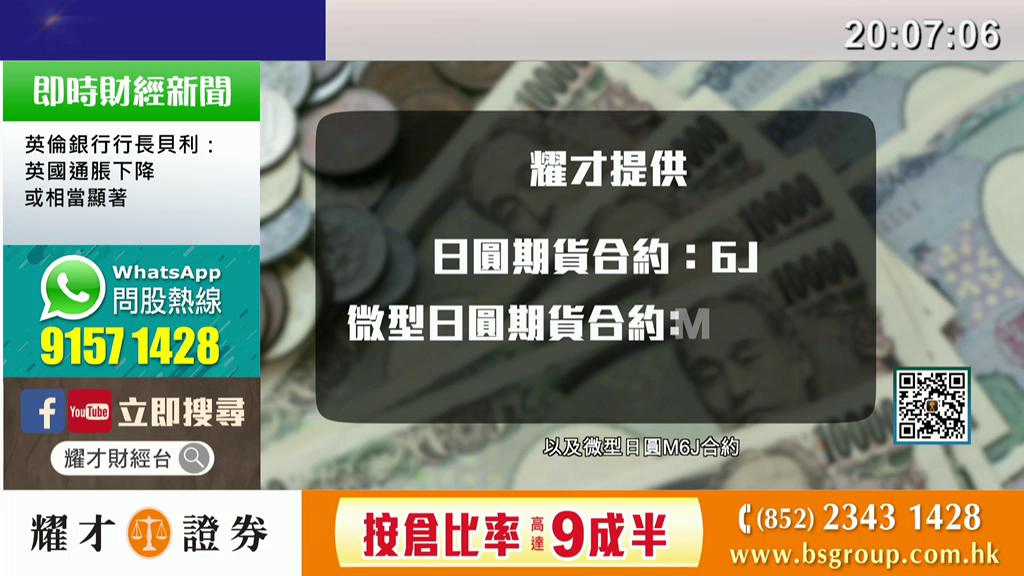 20:07:06
即時財經新聞
英倫銀行行長貝利：
英國通脹下降
或相當顯著
WhatsApp
問股熱線
9157 1428
f YouTube 立即搜尋
耀才財經台
耀才提供
日圓期貨合約：6J
微型日圓期貨合約:M
以及微型日圓M6J合約
耀才證券
按倉比率 高達 9成半
(852) 2343 1428
www.bsgroup.com.hk
10000
10000
10000